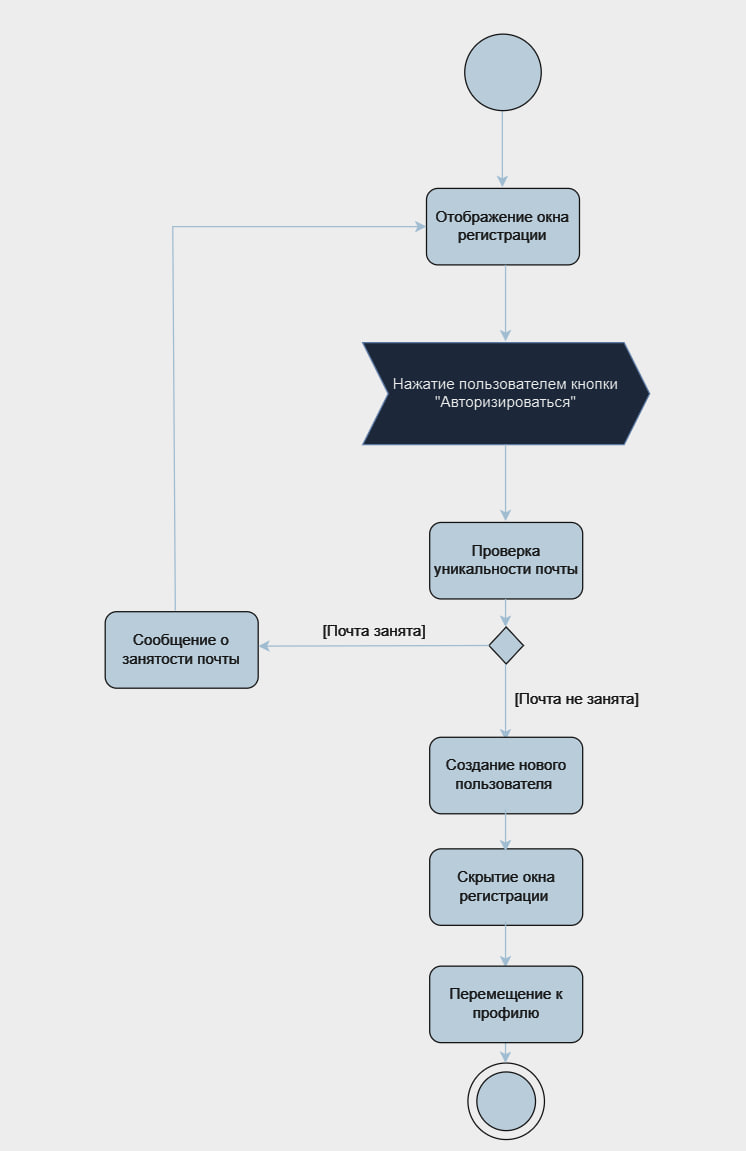 Отображение окна
регистрации
Нажатие пользователем кнопки
"Авторизироваться"
Проверка
уникальности почты
[Почта занята]
Сообщение о
занятости почты
[Почта не занята]
Создание нового
пользователя
Скрытие окна
регистрации
Перемещение к
профилю